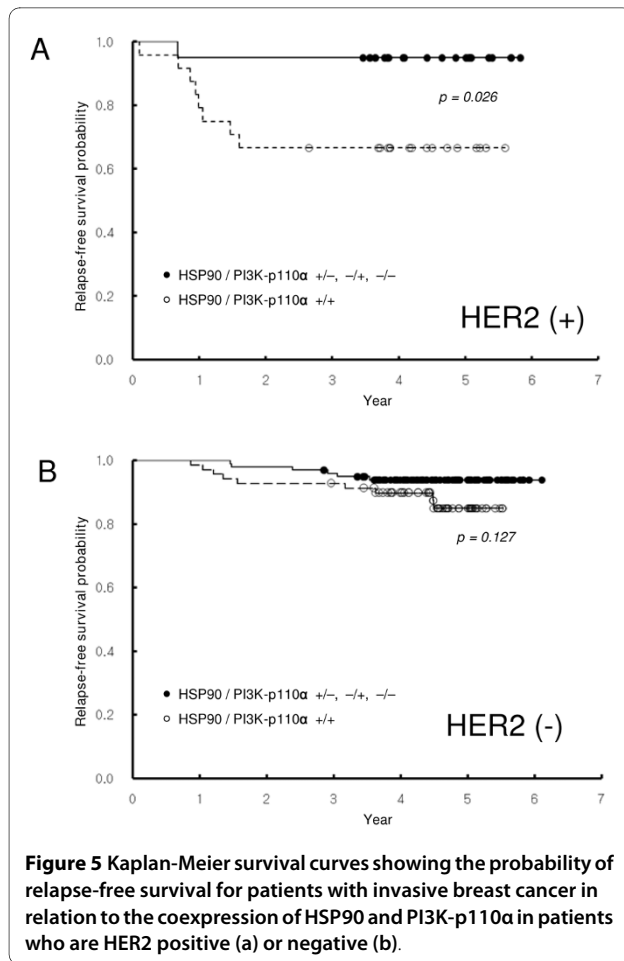 A
1.0
0.8
0.6
0.4
0.2
0.0
Relapse-free survival probability
p = 0.026
HSP90 / PI3K-p110α +/−, −/+, −/−
HSP90 / PI3K-p110α +/+
HER2 (+)
0 1 2 3 4 5 6 7
Year
B
1.0
0.8
0.6
0.4
0.2
0.0
Relapse-free survival probability
p = 0.127
HSP90 / PI3K-p110α +/−, −/+, −/−
HSP90 / PI3K-p110α +/+
HER2 (-)
0 1 2 3 4 5 6 7
Year
Figure 5 Kaplan-Meier survival curves showing the probability of
relapse-free survival for patients with invasive breast cancer in
relation to the coexpression of HSP90 and PI3K-p110α in patients
who are HER2 positive (a) or negative (b).